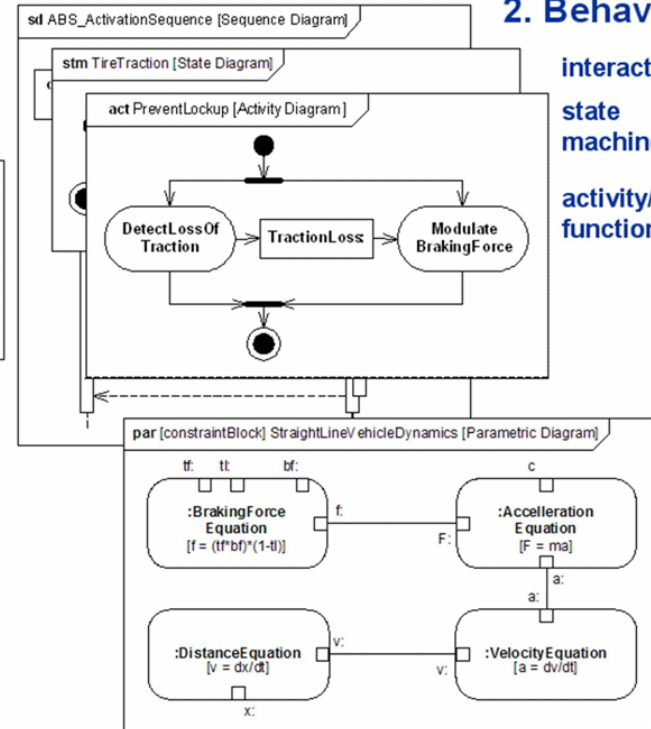 2. Behav
sd ABS_ActivationSequence [Sequence Diagram]
interact
stm TireTraction [State Diagram]
state
machin
act PreventLockup [Activity Diagram]
activity/
function
DetectLossOf
Traction
TractionLoss:
Modulate
BrakingForce
par [constraintBlock] StraightLineVehicleDynamics [Parametric Diagram]
tf:
tl:
bf:
c
:BrakingForce
Equation
[f = (tf*bf)*(1-tl)]
f:
F:
:Accelleration
Equation
[F = ma]
a:
a:
:DistanceEquation
[v = dx/dt]
v:
v:
:VelocityEquation
[a = dv/dt]
x: